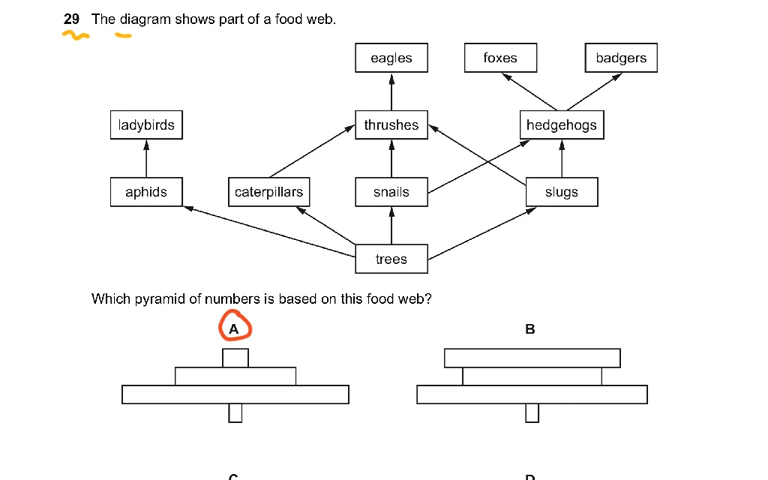 29 The diagram shows part of a food web.
eagles foxes badgers
ladybirds thrushes hedgehogs
aphids caterpillars snails slugs
trees
Which pyramid of numbers is based on this food web?
A B